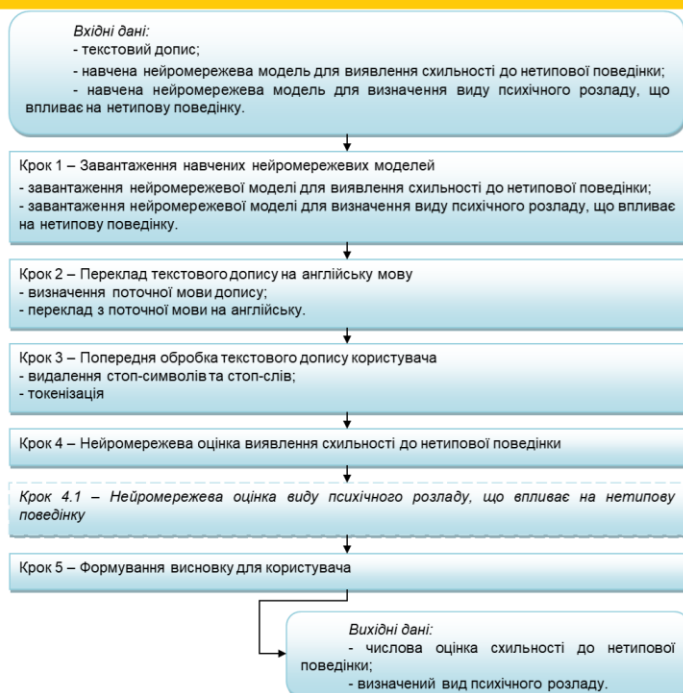 Вхідні дані:
- текстовий допис;
- навчена нейромережева модель для виявлення схильності до нетипової поведінки;
- навчена нейромережева модель для визначення виду психічного розладу, що
впливає на нетипову поведінку.
Крок 1 – Завантаження навчених нейромережевих моделей
- завантаження нейромережевої моделі для виявлення схильності до нетипової поведінки;
- завантаження нейромережевої моделі для визначення виду психічного розладу, що впливає
на нетипову поведінку.
Крок 2 – Переклад текстового допису на англійську мову
- визначення поточної мови допису;
- переклад з поточної мови на англійську.
Крок 3 – Попередня обробка текстового допису користувача
- видалення стоп-символів та стоп-слів;
- токенізація
Крок 4 – Нейромережева оцінка виявлення схильності до нетипової поведінки
Крок 4.1 – Нейромережева оцінка виду психічного розладу, що впливає на нетипову
поведінку
Крок 5 – Формування висновку для користувача
Вихідні дані:
- числова оцінка схильності до нетипової
поведінки;
- визначений вид психічного розладу.